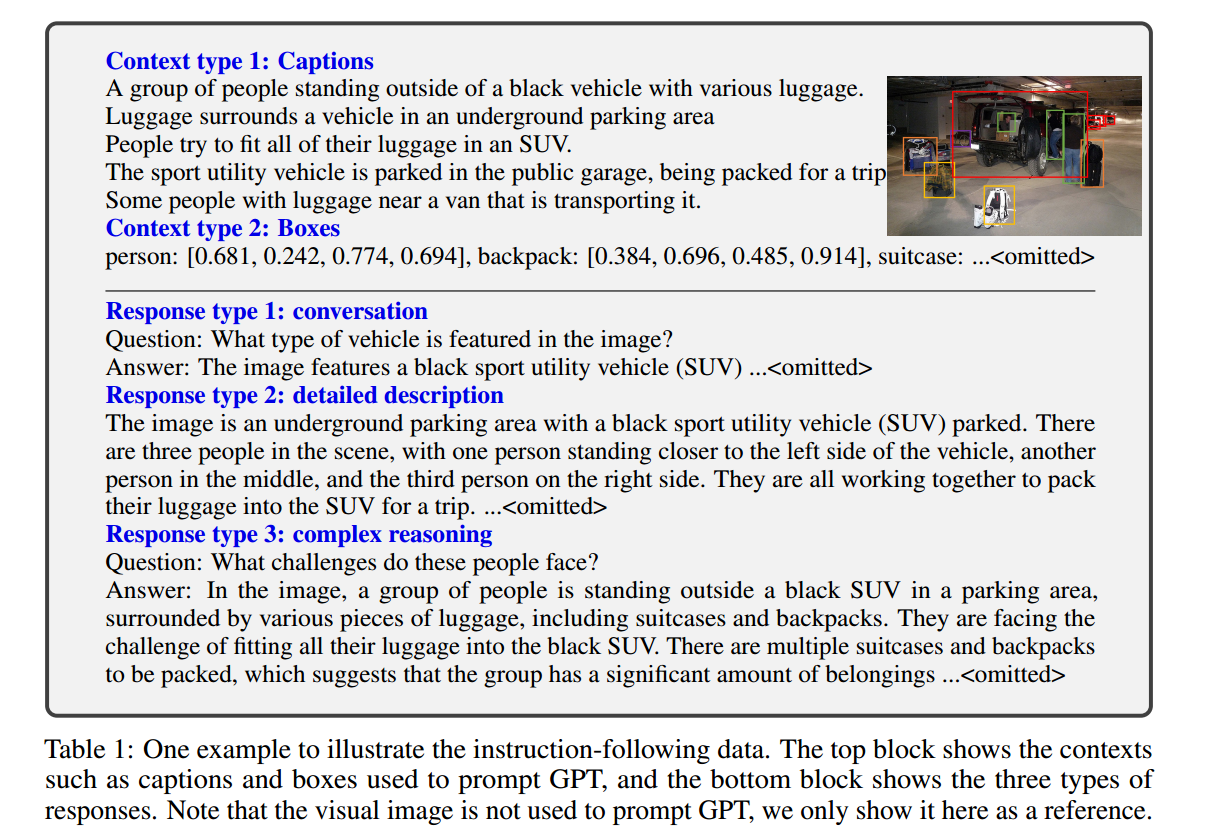 Context type 1: Captions
A group of people standing outside of a black vehicle with various luggage.
Luggage surrounds a vehicle in an underground parking area
People try to fit all of their luggage in an SUV.
The sport utility vehicle is parked in the public garage, being packed for a trip
Some people with luggage near a van that is transporting it.
Context type 2: Boxes
person: [0.681, 0.242, 0.774, 0.694], backpack: [0.384, 0.696, 0.485, 0.914], suitcase: ...<omitted>
Response type 1: conversation
Question: What type of vehicle is featured in the image?
Answer: The image features a black sport utility vehicle (SUV) ...<omitted>
Response type 2: detailed description
The image is an underground parking area with a black sport utility vehicle (SUV) parked. There
are three people in the scene, with one person standing closer to the left side of the vehicle, another
person in the middle, and the third person on the right side. They are all working together to pack
their luggage into the SUV for a trip. ...<omitted>
Response type 3: complex reasoning
Question: What challenges do these people face?
Answer: In the image, a group of people is standing outside a black SUV in a parking area,
surrounded by various pieces of luggage, including suitcases and backpacks. They are facing the
challenge of fitting all their luggage into the black SUV. There are multiple suitcases and backpacks
to be packed, which suggests that the group has a significant amount of belongings ...<omitted>
Table 1: One example to illustrate the instruction-following data. The top block shows the contexts
such as captions and boxes used to prompt GPT, and the bottom block shows the three types of
responses. Note that the visual image is not used to prompt GPT, we only show it here as a reference.